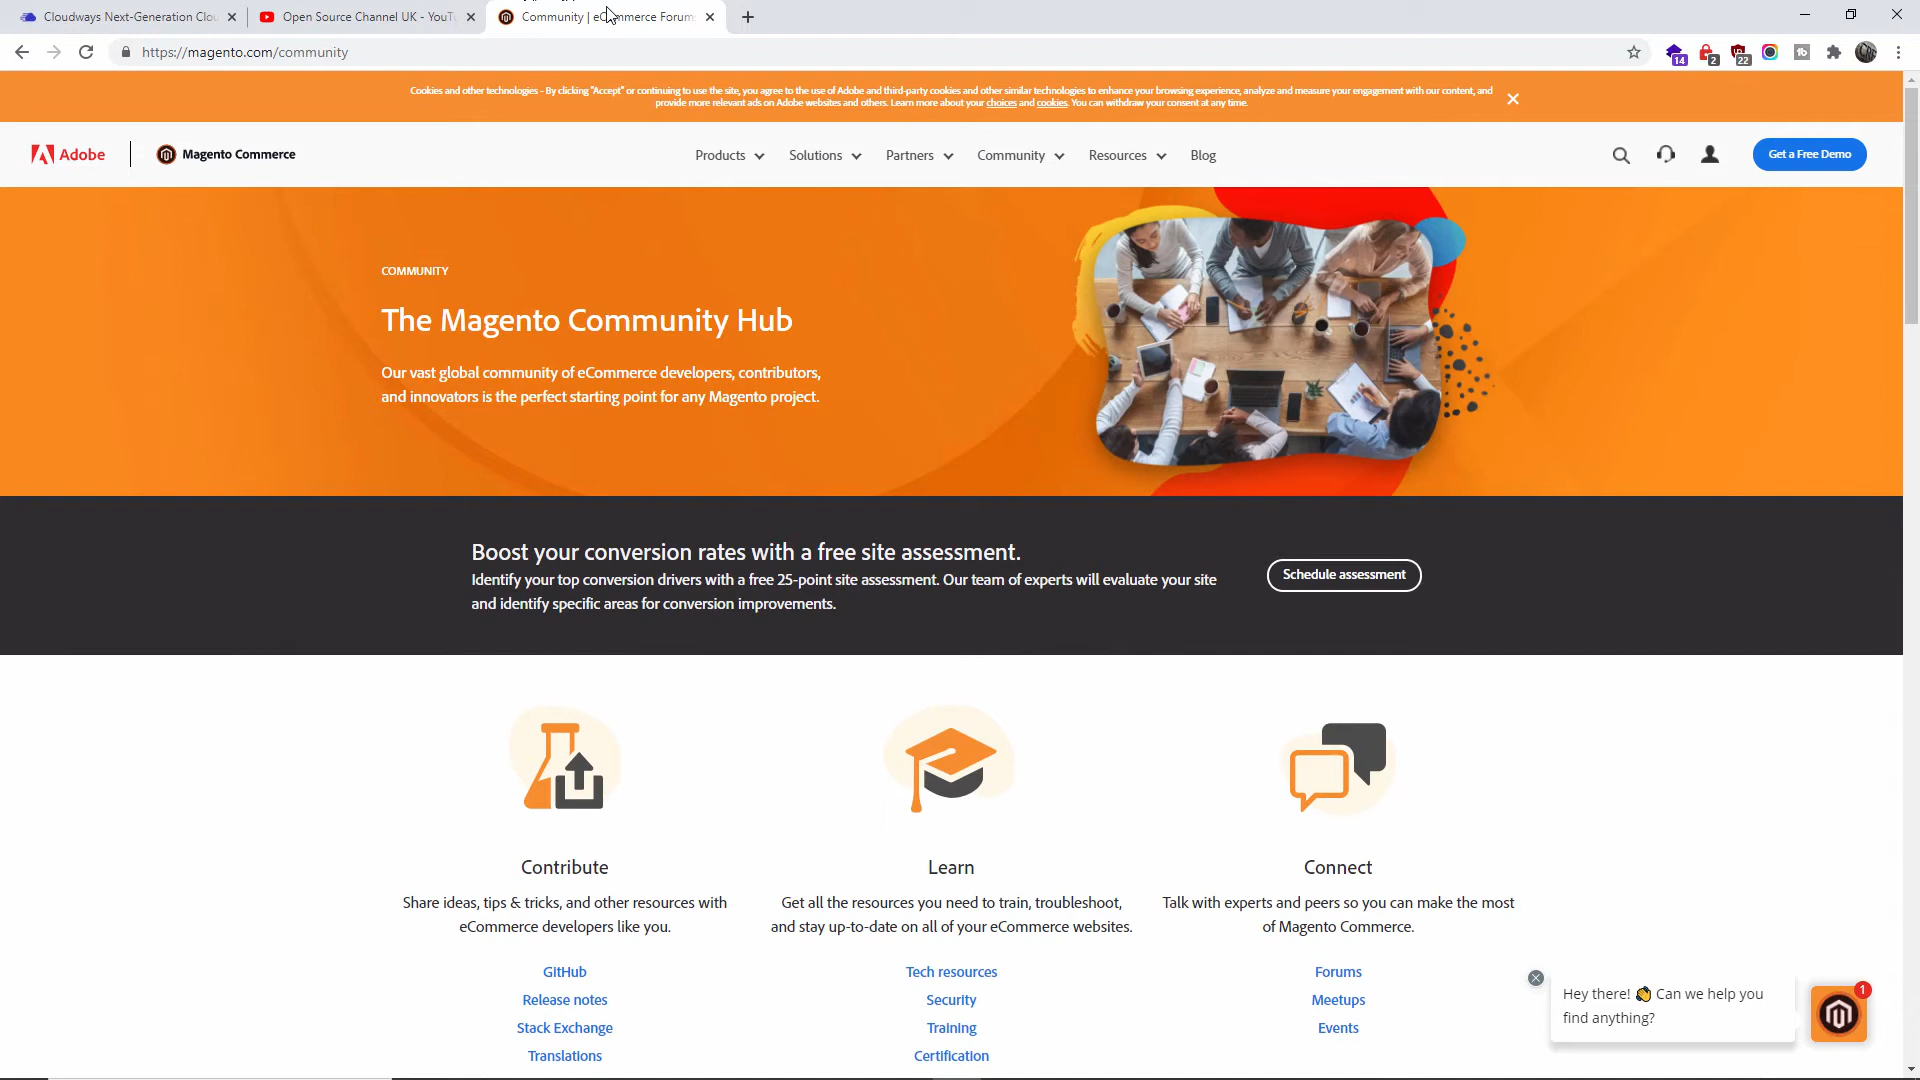 Cloudways Next-Generation Clou
Open Source Channel UK - YouTu
Community | eCommerce Forum
https://magento.com/community
14
2
22
Cookies and other technologies - By clicking "Accept" or continuing to use the site, you agree to the use of Adobe and third-party cookies and other similar technologies to enhance your browsing experience, analyze and measure your engagement with our content, and
provide more relevant ads on Adobe websites and others. Learn more about your choices and cookies. You can withdraw your consent at any time.
Adobe
Magento Commerce
Products
Solutions
Partners
Community
Resources
Blog
Get a Free Demo
COMMUNITY
The Magento Community Hub
Our vast global community of eCommerce developers, contributors,
and innovators is the perfect starting point for any Magento project.
Boost your conversion rates with a free site assessment.
Identify your top conversion drivers with a free 25-point site assessment. Our team of experts will evaluate your site
and identify specific areas for conversion improvements.
Schedule assessment
Contribute
Share ideas, tips & tricks, and other resources with
eCommerce developers like you.
GitHub
Release notes
Stack Exchange
Translations
Learn
Get all the resources you need to train, troubleshoot,
and stay up-to-date on all of your eCommerce websites.
Tech resources
Security
Training
Certification
Connect
Talk with experts and peers so you can make the most
of Magento Commerce.
Forums
Meetups
Events
Hey there! 👋 Can we help you
find anything?
1